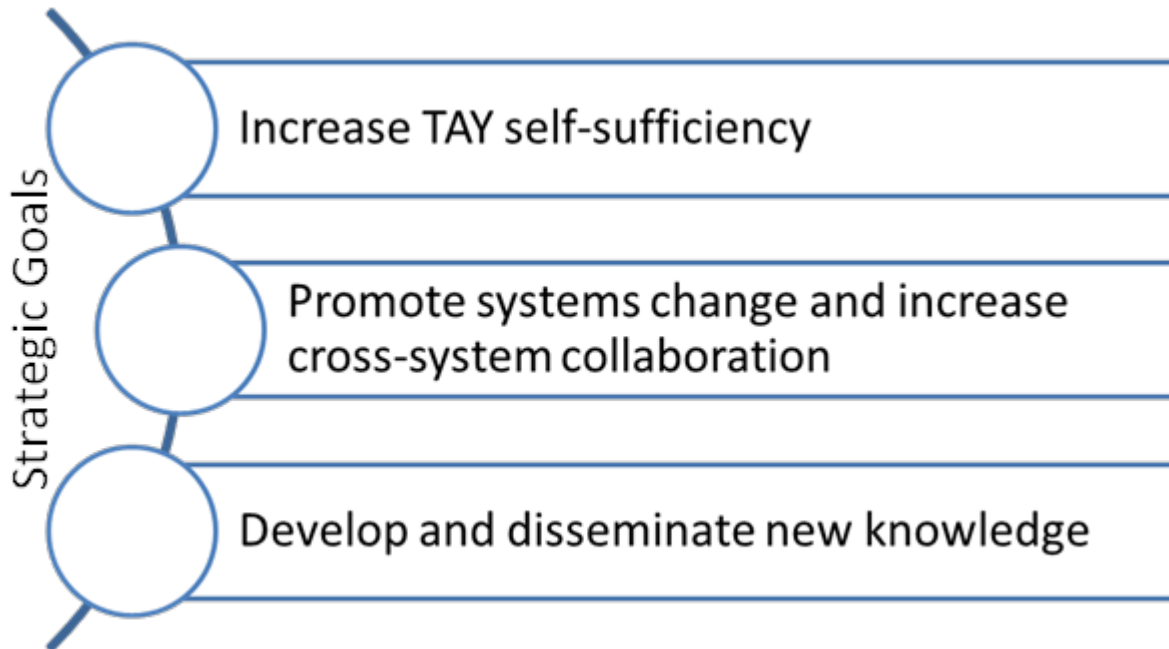 Strategic Goals
Increase TAY self-sufficiency
Promote systems change and increase
cross-system collaboration
Develop and disseminate new knowledge